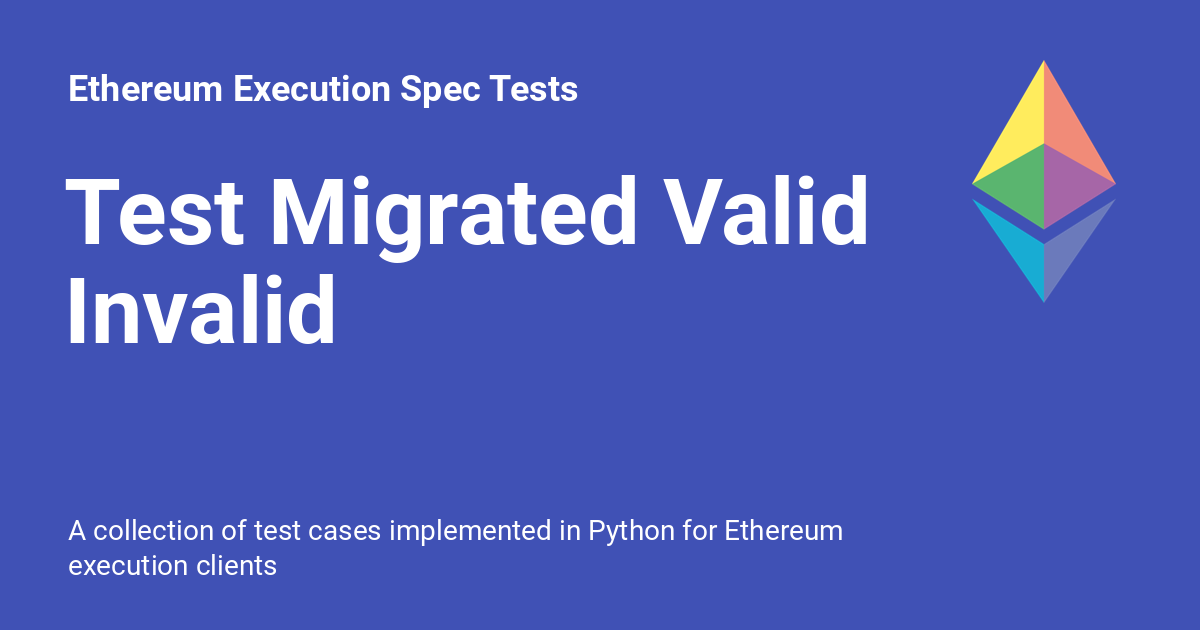 Ethereum Execution Spec Tests
Test Migrated Valid
Invalid
A collection of test cases implemented in Python for Ethereum
execution clients